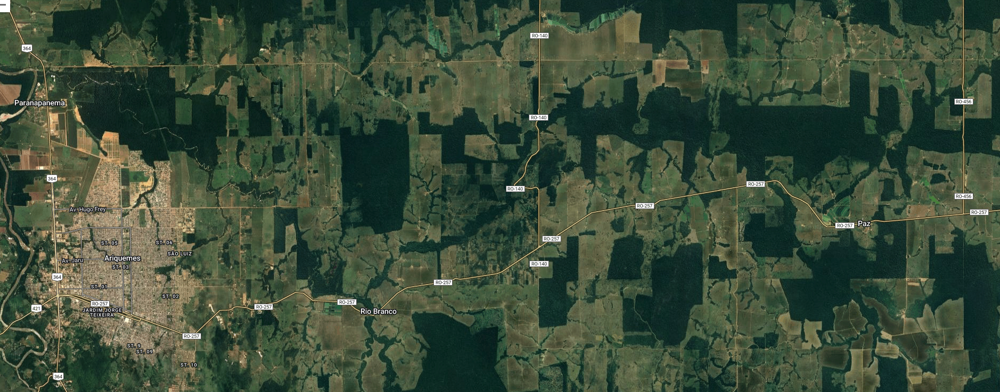 RO-140
364
RO-456
Paranapanema
RO-140
364
RO-257
RO-140
RO-456
RO-257
Av. Hugo Frey
RO-257
RO-257
Paz
RO-257
ST. 05
ST. 06
SÃO LUIZ
Av. Jaru
Ariquemes
ST. 03
RO-140
364
RO-257
ST. 01
ST. 02
RO-257
RO-257
RO-257
421
JARDIM JORGE
TEIXEIRA
Rio Branco
RO-257
ST. 9
ST. 09
ST. 10
364